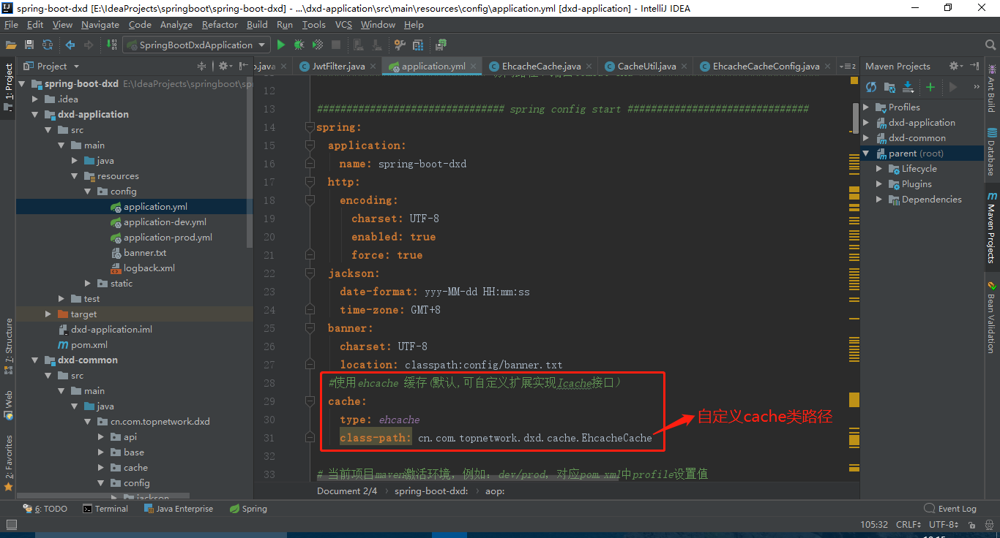 spring-boot-dxd [E:\IdeaProjects\springboot\spring-boot-dxd] - ...\dxd-application\src\main\resources\config\application.yml [dxd-application] - IntelliJ IDEA
File Edit View Navigate Code Analyze Refactor Build Run Tools VCS Window Help
SpringBootDxdApplication
Project
java
JwtFilter.java
application.yml
EhcacheCache.java
CacheUtil.java
EhcacheCacheConfig.java
2
Maven Projects
1: Project
7: Structure
Web
2: Favorites
spring-boot-dxd E:\IdeaProjects\springboot\sp
.idea
dxd-application
src
main
java
resources
config
application.yml
application-dev.yml
application-prod.yml
banner.txt
logback.xml
static
test
target
dxd-application.iml
pom.xml
dxd-common
src
main
java
cn.com.topnetwork.dxd
api
base
cache
config
jackson
12
13 ################################ spring config start ###############################
14 spring:
15 application:
16 name: spring-boot-dxd
17 http:
18 encoding:
19 charset: UTF-8
20 enabled: true
21 force: true
22 jackson:
23 date-format: yyy-MM-dd HH:mm:ss
24 time-zone: GMT+8
25 banner:
26 charset: UTF-8
27 location: classpath:config/banner.txt
28 #使用ehcache 缓存(默认,可自定义扩展实现Icache接口)
29 cache:
30 type: ehcache
31 class-path: cn.com.topnetwork.dxd.cache.EhcacheCache
自定义cache类路径
32
33 # 当前项目maven激活环境，例如：dev/prod，对应pom.xml中profile设置值
Document 2/4 › spring-boot-dxd: › aop:
Profiles
dxd-application
dxd-common
parent (root)
Lifecycle
Plugins
Dependencies
Ant Build
Database
Maven Projects
Bean Validation
6: TODO
Terminal
Java Enterprise
Spring
Event Log
105:32 CRLF UTF-8